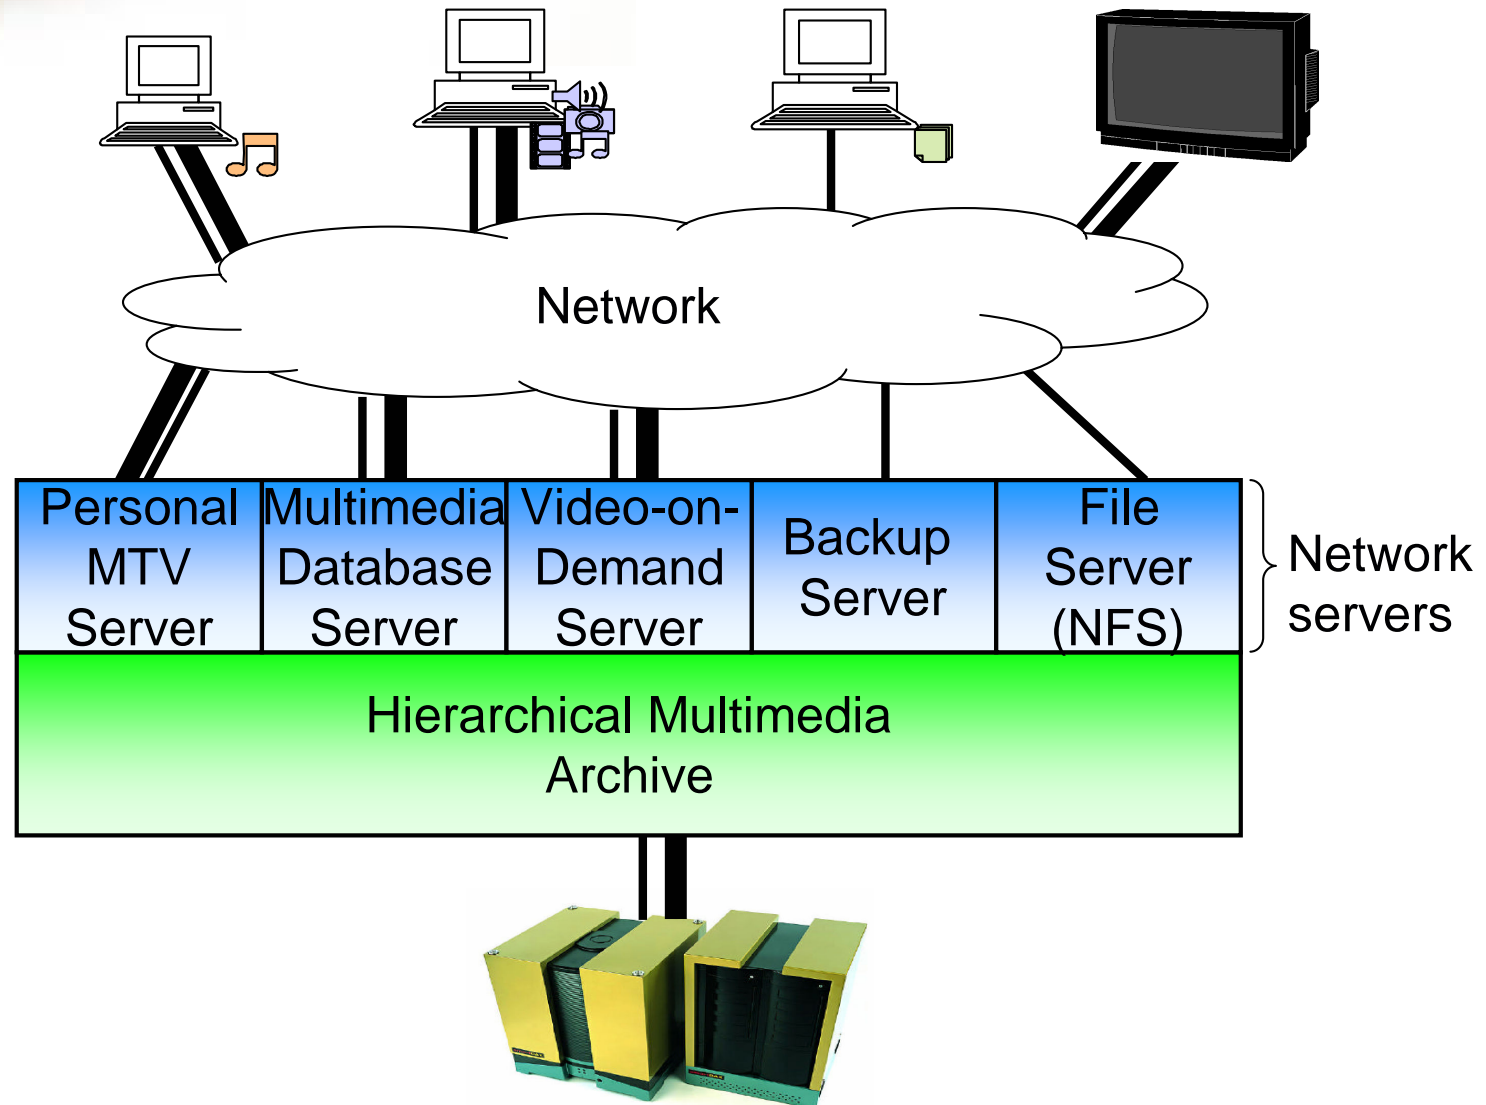 Network
Personal
MTV
Server
Multimedia
Database
Server
Video-on-
Demand
Server
Backup
Server
File
Server
(NFS)
Network
servers
Hierarchical Multimedia
Archive